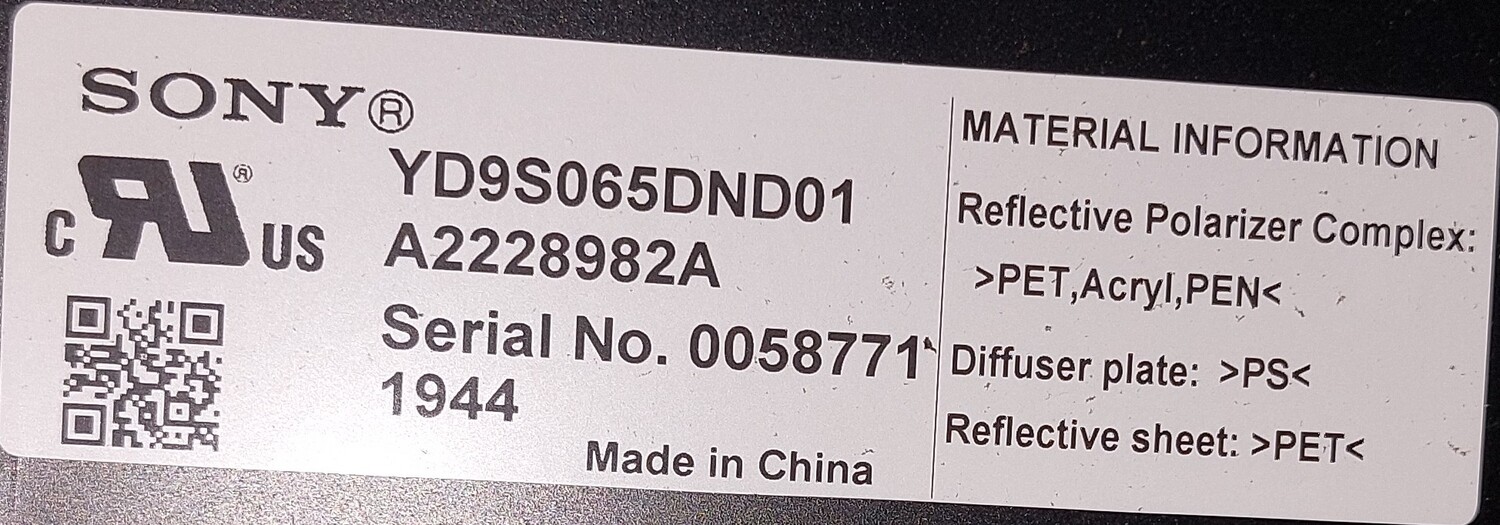 SONY®
C RU® US
YD9S065DND01
A2228982A
Serial No. 0058771
1944
Made in China
MATERIAL INFORMATION
Reflective Polarizer Complex:
>PET,Acryl,PEN<
Diffuser plate: >PS<
Reflective sheet: >PET<